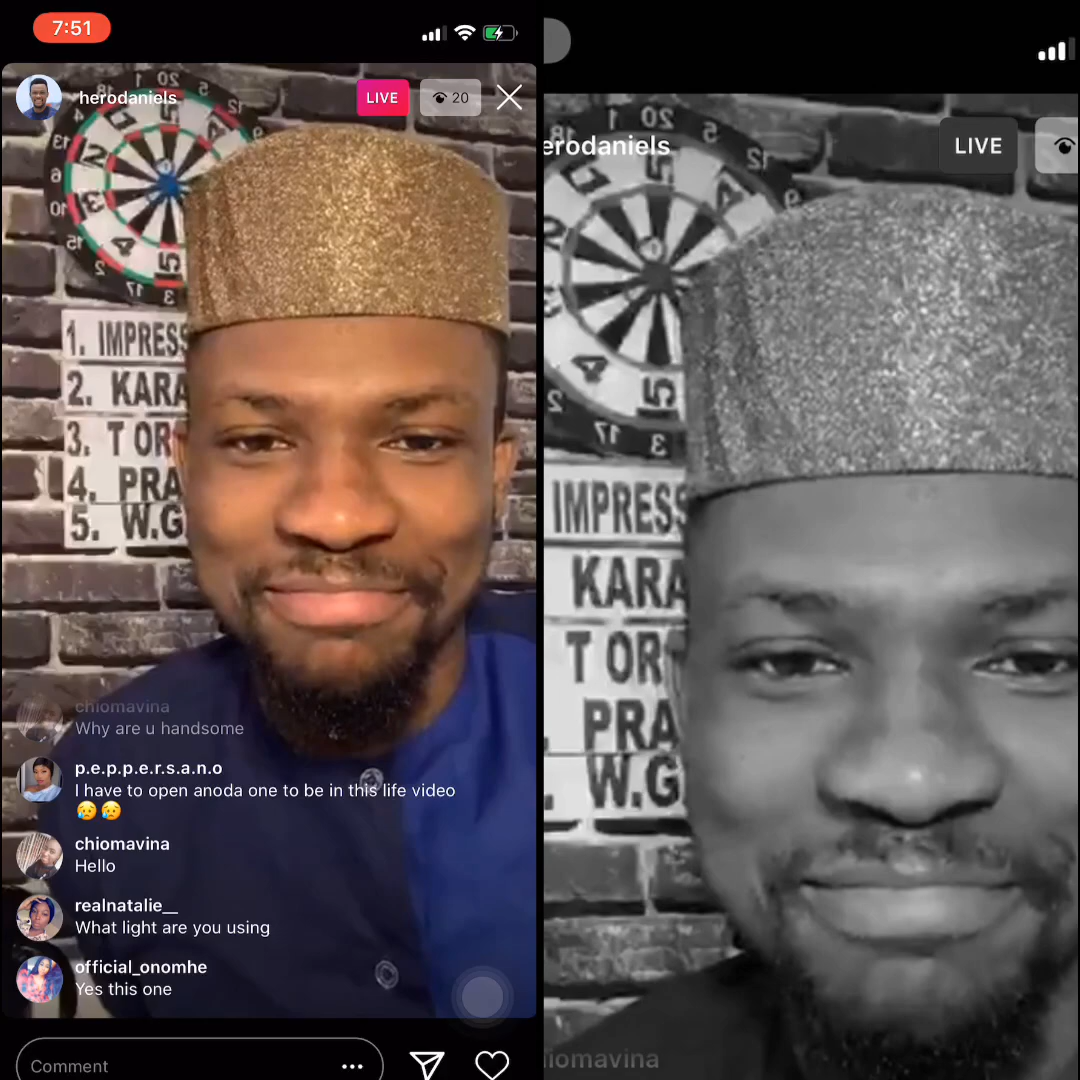 7:51
herodaniels
LIVE
20
1. IMPRESS
2. KARA
3. T OR
4. PRA
5. W.G
chiomavina
Why are u handsome
p.e.p.p.e.r.s.a.n.o
I have to open anoda one to be in this life video
😥😥
chiomavina
Hello
realnatalie__
What light are you using
official_onomhe
Yes this one
Comment
erodaniels
LIVE
IMPRESS
KARA
T OR
PRA
. W.G
iomavina